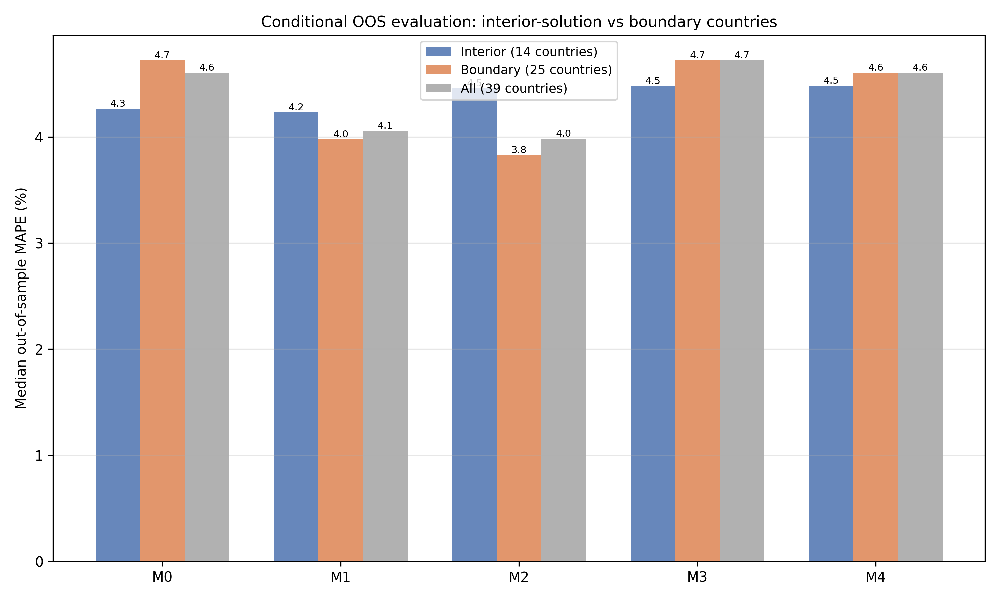 Conditional OOS evaluation: interior-solution vs boundary countries
Interior (14 countries)
Boundary (25 countries)
All (39 countries)
4.3
4.7
4.6
4.2
4.0
4.1
4.5
3.8
4.0
4.5
4.7
4.7
4.5
4.6
4.6
Median out-of-sample MAPE (%)
4
3
2
1
0
M0
M1
M2
M3
M4